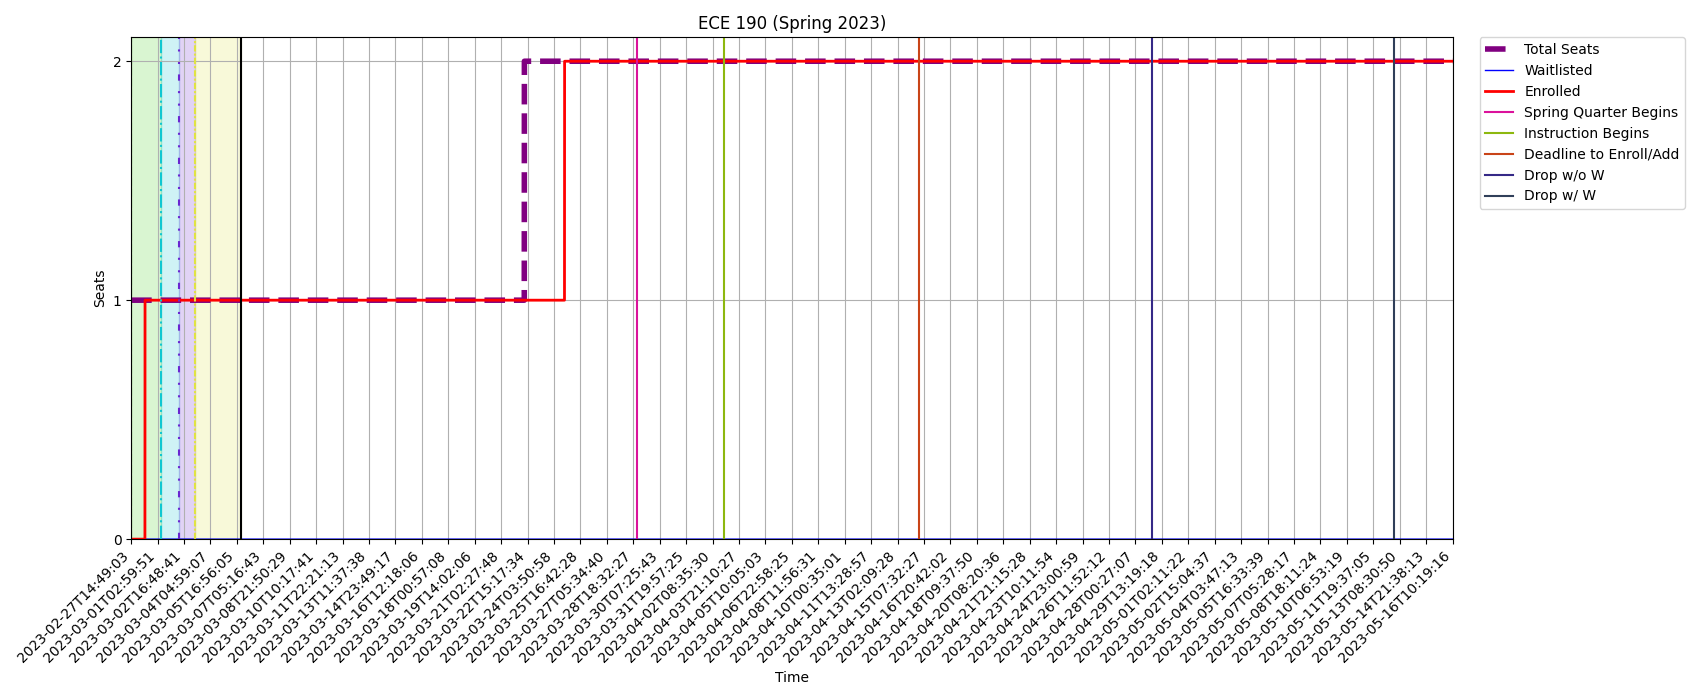 ECE 190 (Spring 2023)
Total Seats
Waitlisted
Enrolled
Spring Quarter Begins
Instruction Begins
Deadline to Enroll/Add
Drop w/o W
Drop w/ W
Seats
2
1
0
2023-02-27T14:49:03
2023-03-01T02:59:51
2023-03-02T16:48:41
2023-03-04T04:59:07
2023-03-05T16:56:05
2023-03-07T05:16:43
2023-03-08T21:50:29
2023-03-10T10:17:41
2023-03-11T22:21:13
2023-03-13T11:37:38
2023-03-14T23:49:17
2023-03-16T12:18:06
2023-03-18T00:57:08
2023-03-19T14:02:06
2023-03-21T02:27:48
2023-03-22T15:17:34
2023-03-24T03:50:58
2023-03-25T16:42:28
2023-03-27T05:34:40
2023-03-28T18:32:27
2023-03-30T07:25:43
2023-03-31T19:57:25
2023-04-02T08:35:30
2023-04-03T21:10:27
2023-04-05T10:05:03
2023-04-06T22:58:25
2023-04-08T11:56:31
2023-04-10T00:35:01
2023-04-11T13:28:57
2023-04-13T02:09:28
2023-04-15T07:32:27
2023-04-16T20:42:02
2023-04-18T09:37:50
2023-04-20T08:20:36
2023-04-21T21:15:28
2023-04-23T10:11:54
2023-04-24T23:00:59
2023-04-26T11:52:12
2023-04-28T00:27:07
2023-04-29T13:19:18
2023-05-01T02:11:22
2023-05-02T15:04:37
2023-05-04T03:47:13
2023-05-05T16:33:39
2023-05-07T05:28:17
2023-05-08T18:11:24
2023-05-10T06:53:19
2023-05-11T19:37:05
2023-05-13T08:30:50
2023-05-14T21:38:13
2023-05-16T10:19:16
Time